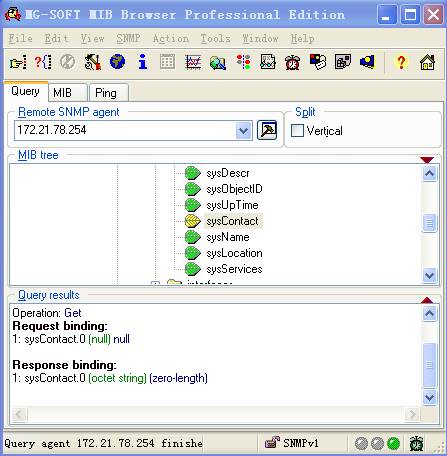 MG-SOFT MIB Browser Professional Edition
File Edit View SNMP Action Tools Window Help
Query MIB Ping
Remote SNMP agent
Split
172.21.78.254
Vertical
MIB tree
sysDescr
sysObjectID
sysUpTime
sysContact
sysName
sysLocation
sysServices
Query results
Operation: Get
Request binding:
1: sysContact.0 (null) null
Response binding:
1: sysContact.0 (octet string) (zero-length)
Query agent 172.21.78.254 finishe
SNMPv1